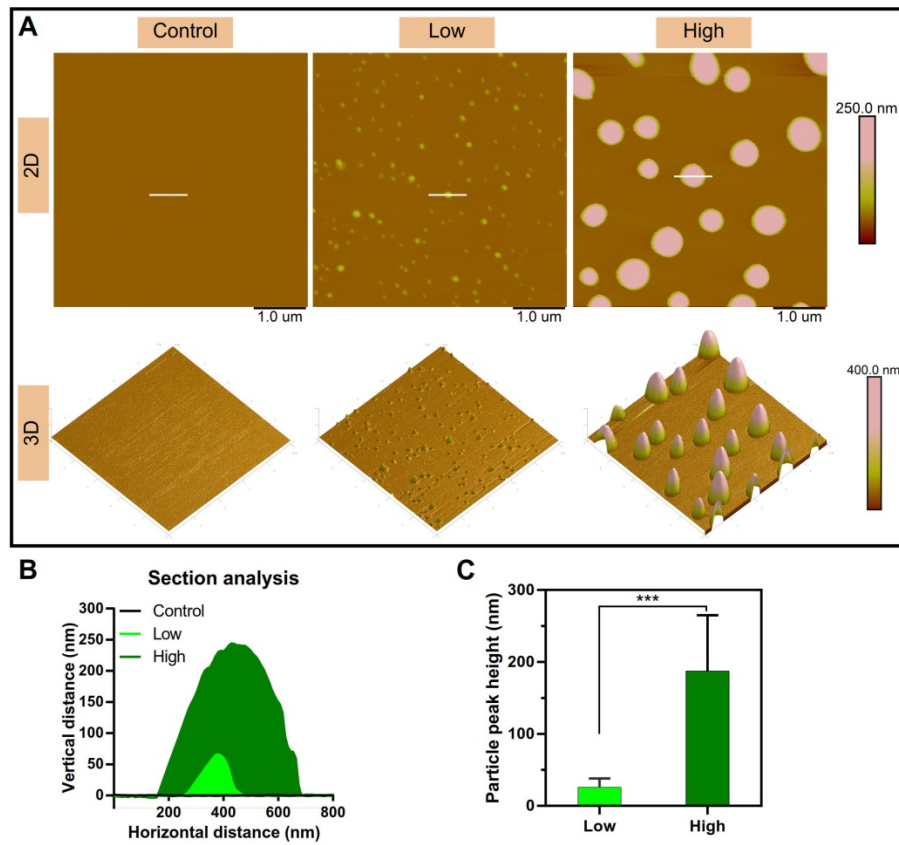 A
Control
Low
High
2D
250.0 nm
1.0 um
1.0 um
1.0 um
3D
400.0 nm
B
Section analysis
Vertical distance (nm)
300
250
200
150
100
50
0
Control
Low
High
200
400
600
800
Horizontal distance (nm)
C
Particle peak height (nm)
300
200
100
0
***
Low
High